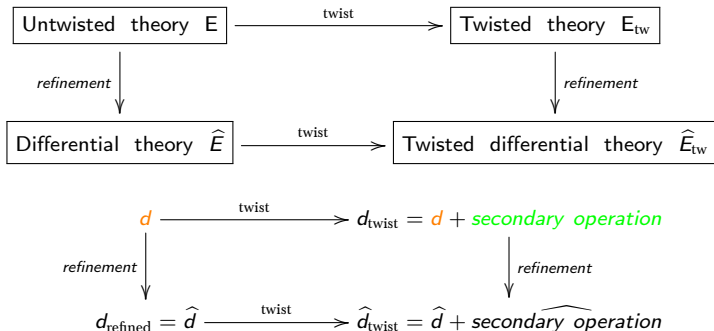 Untwisted theory E twist Twisted theory E_tw
refinement refinement
Differential theory Ê twist Twisted differential theory Ê_tw
d twist d_twist = d + secondary operation
refinement refinement
d_refined = d̂ twist d̂_twist = d̂ + secondary operation